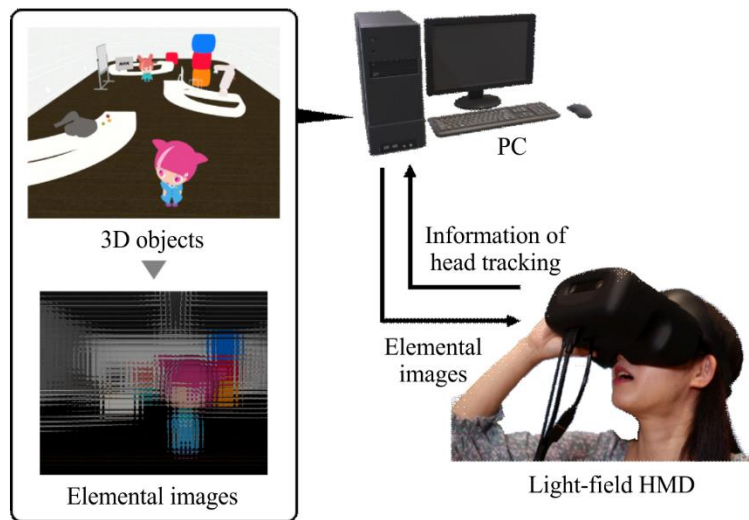 3D objects
Elemental images
PC
Information of
head tracking
Elemental
images
Light-field HMD